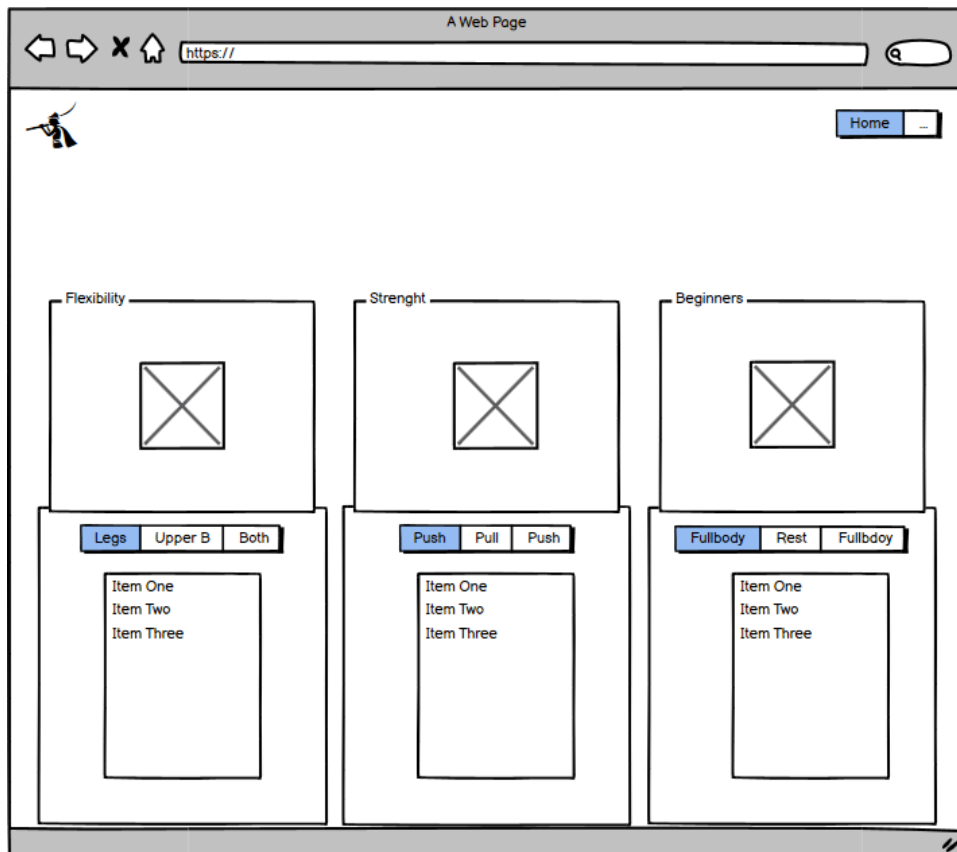 A Web Page
https://
Home ...
Flexibility
Strenght
Beginners
Legs Upper B Both
Push Pull Push
Fullbody Rest Fullbdoy
Item One
Item Two
Item Three
Item One
Item Two
Item Three
Item One
Item Two
Item Three